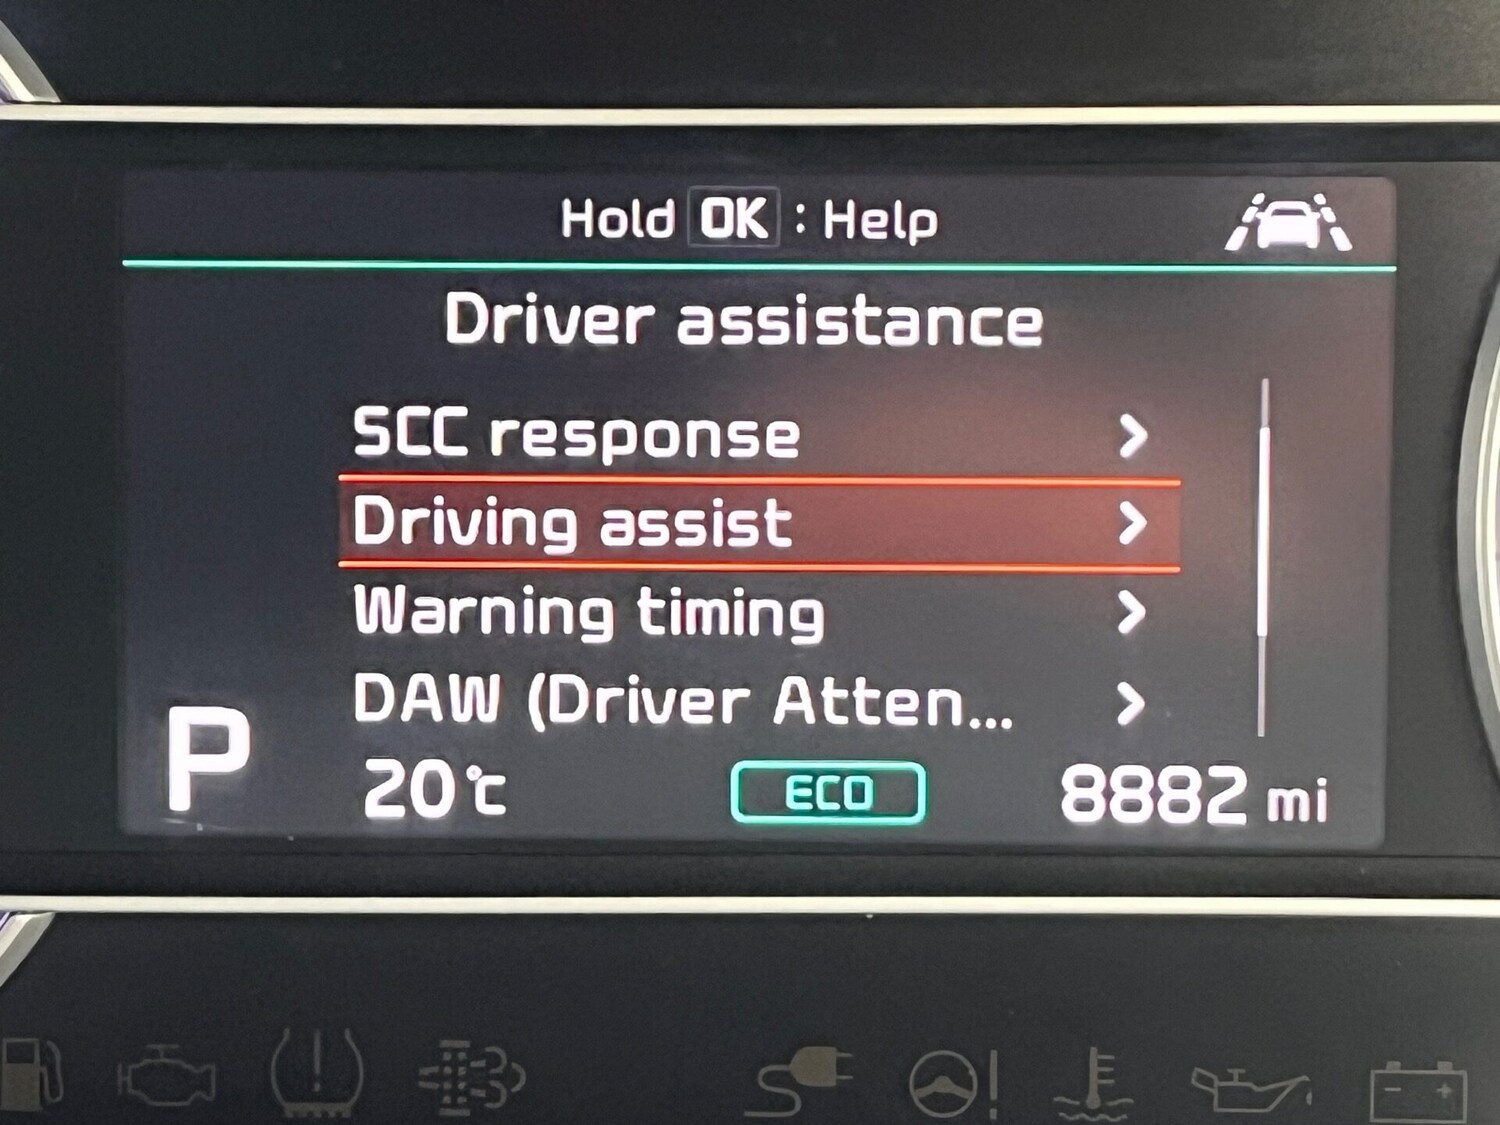 Hold OK : Help
Driver assistance
SCC response
Driving assist
Warning timing
DAW (Driver Atten...
P
20℃ ECO 8882 mi